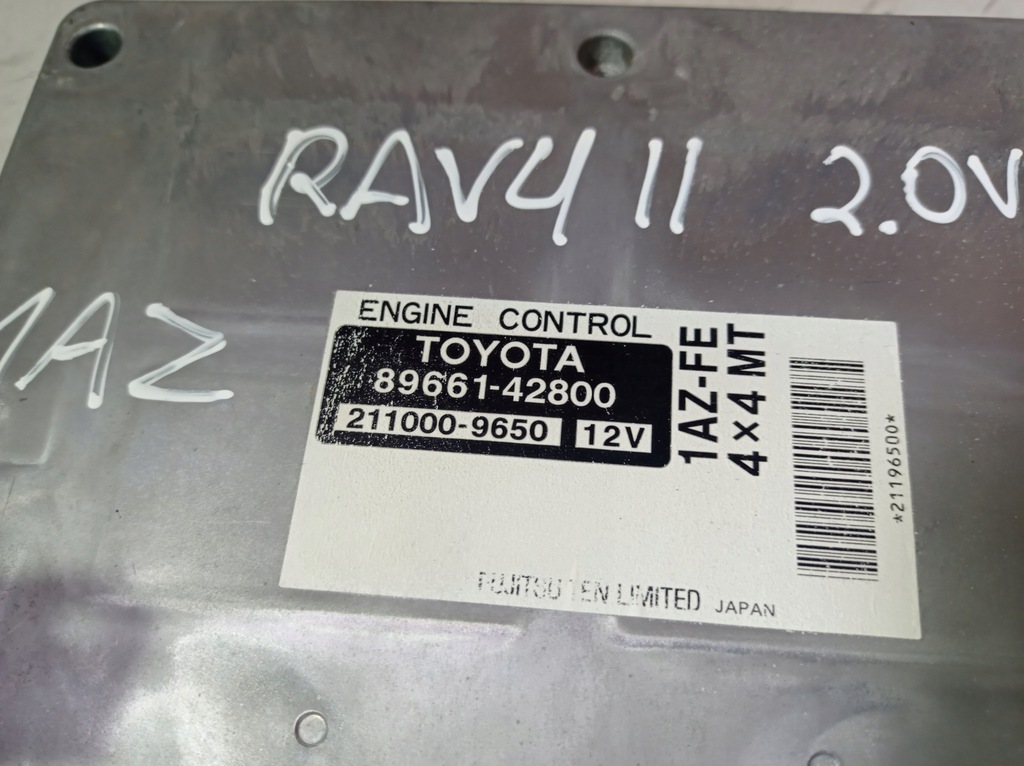 RAV4 II 2.0V
1AZ
ENGINE CONTROL
TOYOTA
89661-42800
211000-9650 12V
1AZ-FE
4×4 MT
*21196500*
FUJITSU TEN LIMITED JAPAN